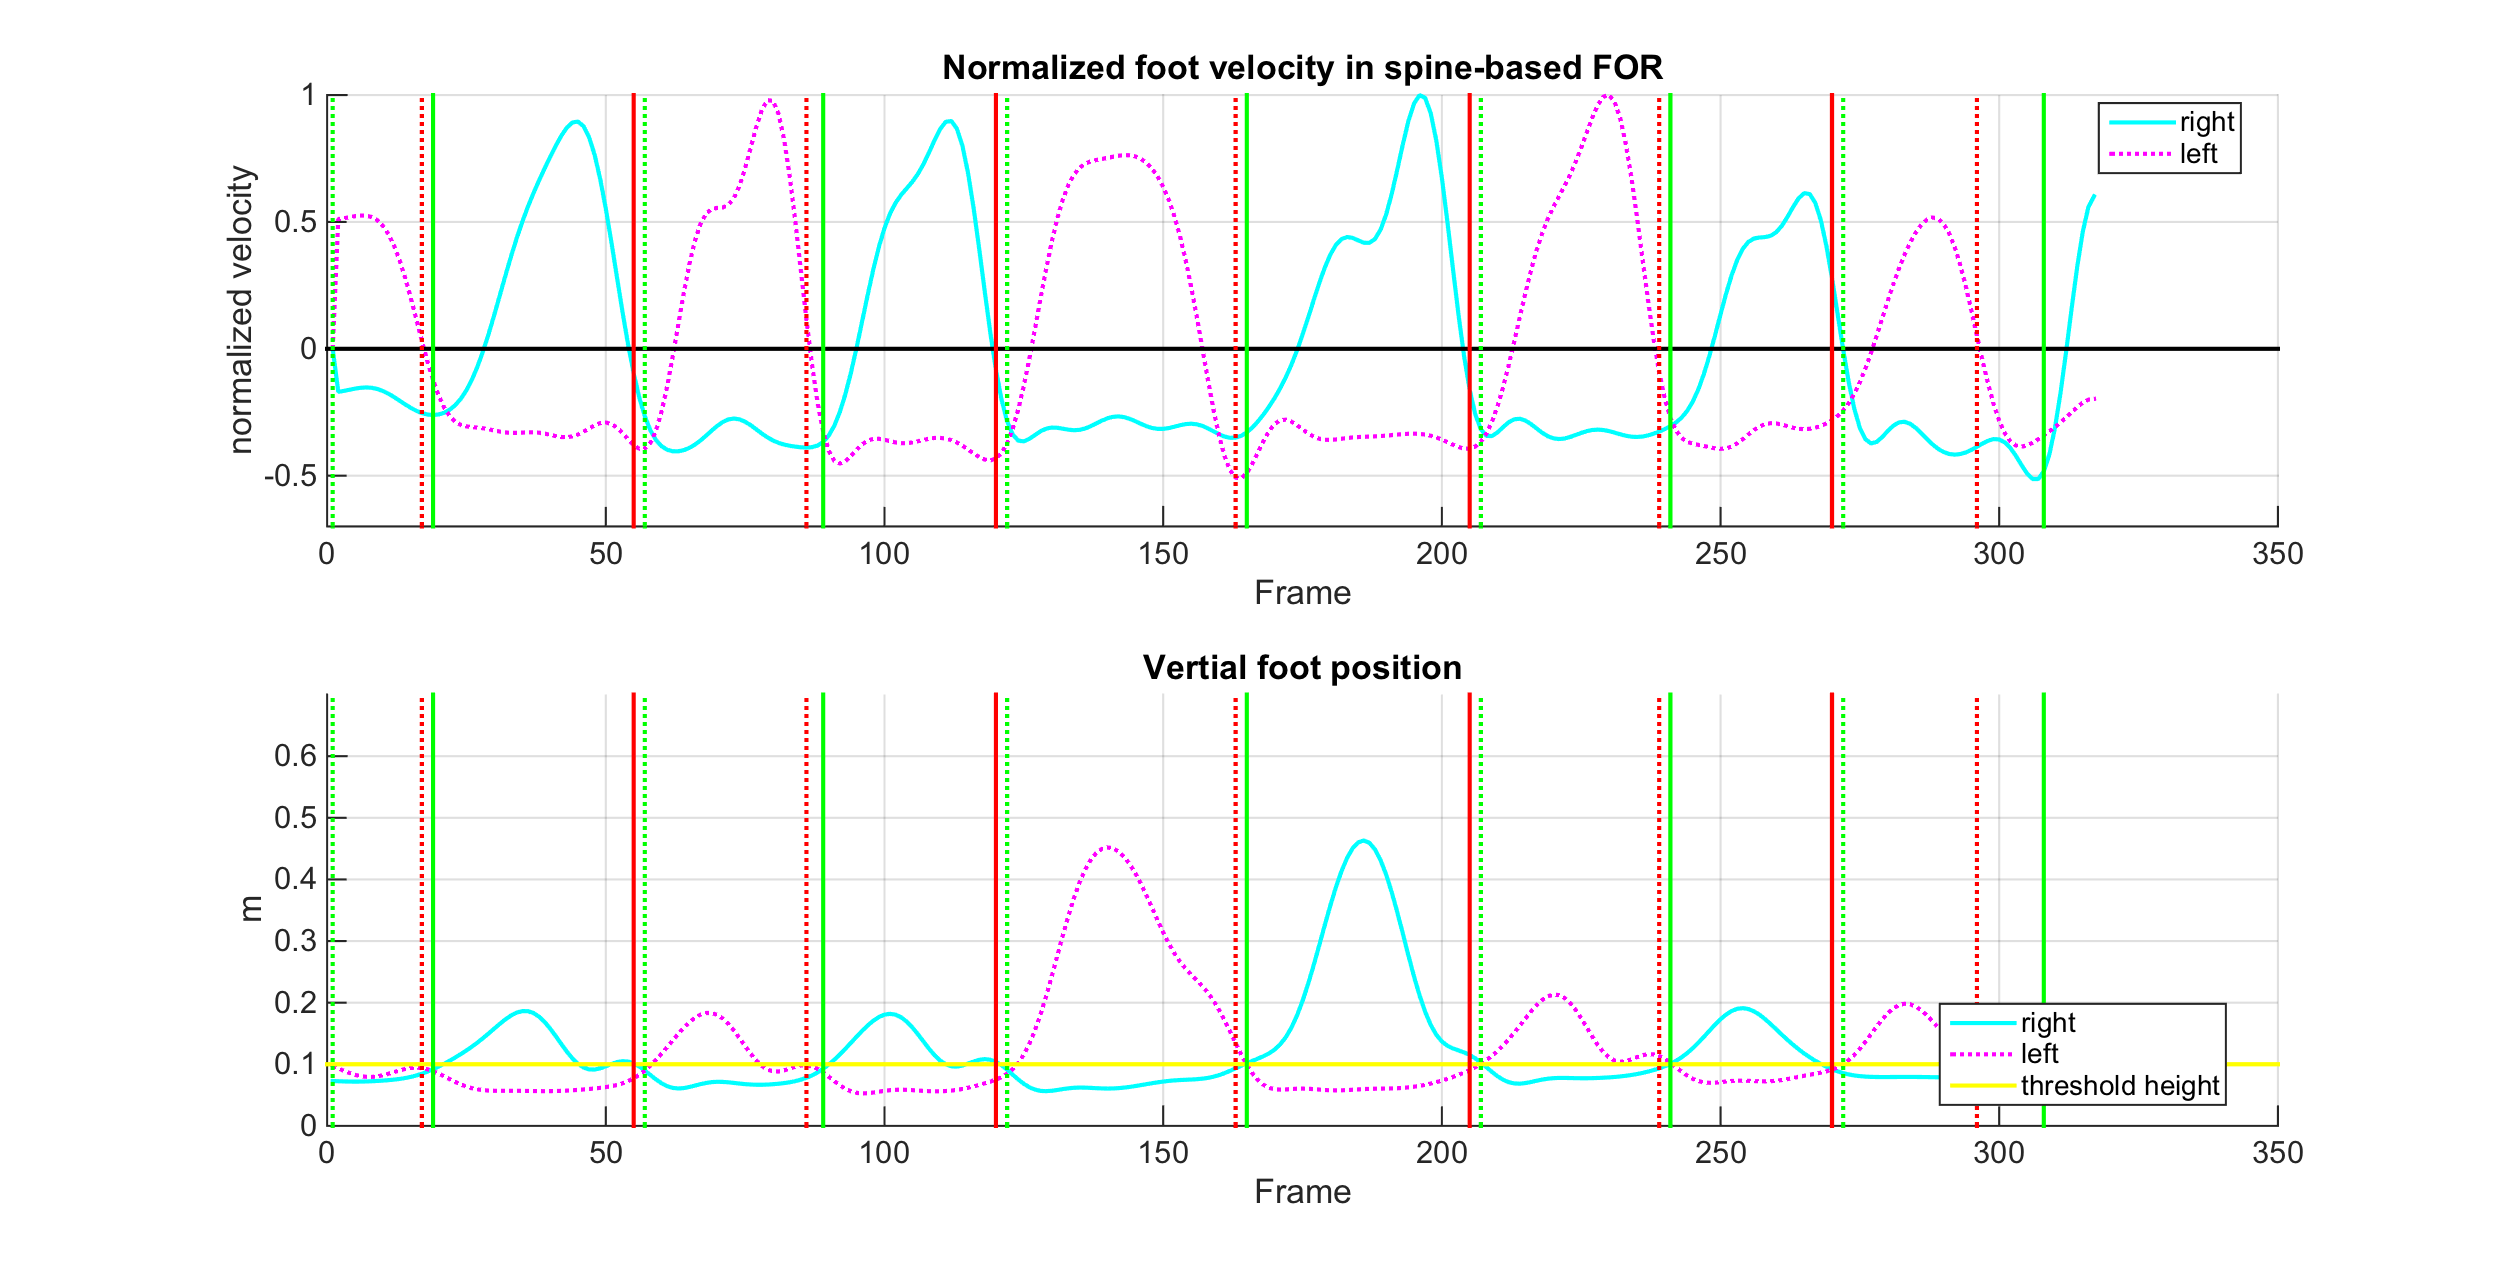 Normalized foot velocity in spine-based FOR
1
0.5
0
-0.5
normalized velocity
right
left
0 50 100 150 200 250 300 350
Frame
Vertial foot position
0.6
0.5
0.4
0.3
0.2
0.1
0
m
right
left
threshold height
0 50 100 150 200 250 300 350
Frame